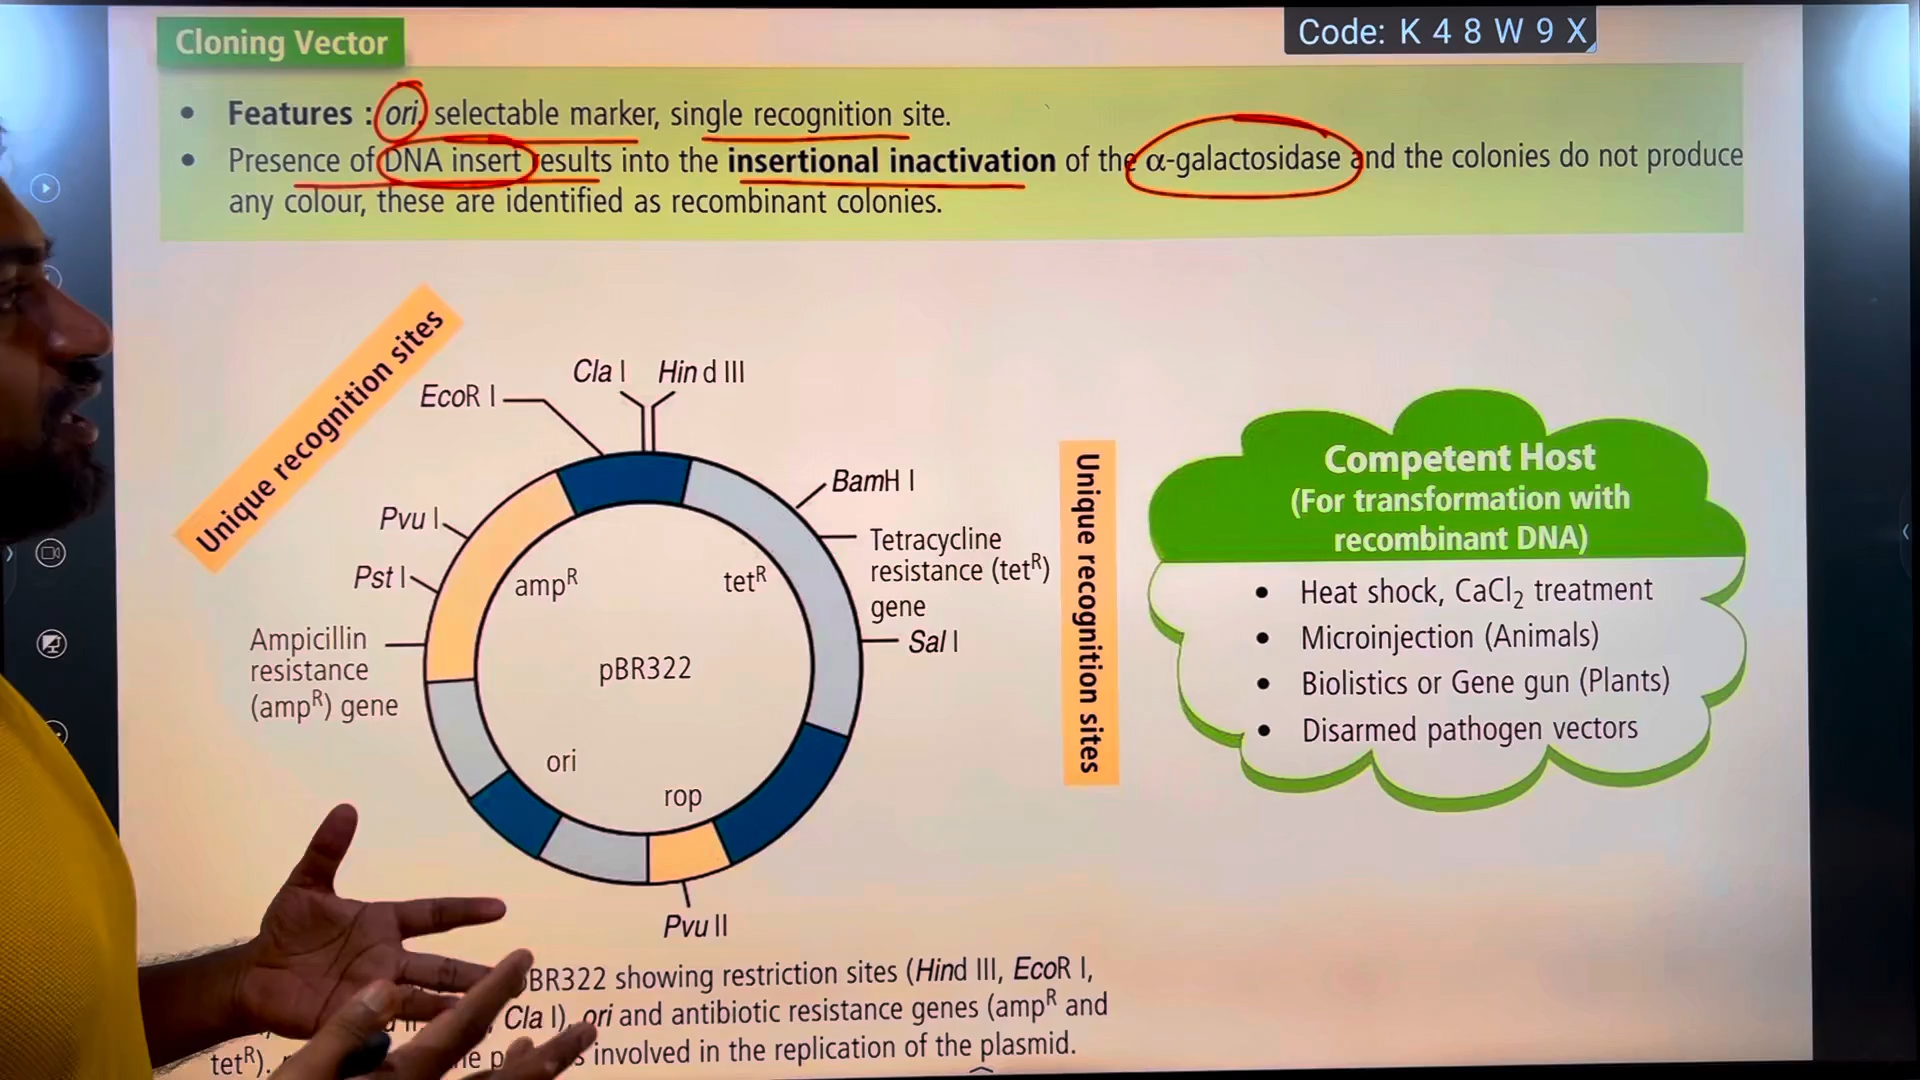 Cloning Vector
Code: K 4 8 W 9 X
• Features : ori, selectable marker, single recognition site.
• Presence of DNA insert results into the insertional inactivation of the α-galactosidase and the colonies do not produce
any colour, these are identified as recombinant colonies.
Unique recognition sites
Cla I
Hin d III
EcoR I
BamH I
Pvu I
Pst I
Tetracycline
resistance (tetR)
gene
ampR
tetR
Ampicillin
resistance
(ampR) gene
Sal I
pBR322
ori
rop
Pvu II
Unique recognition sites
Competent Host
(For transformation with
recombinant DNA)
• Heat shock, CaCl2 treatment
• Microinjection (Animals)
• Biolistics or Gene gun (Plants)
• Disarmed pathogen vectors
BR322 showing restriction sites (Hind III, EcoR I,
Cla I), ori and antibiotic resistance genes (ampR and
tetR). involved in the replication of the plasmid.